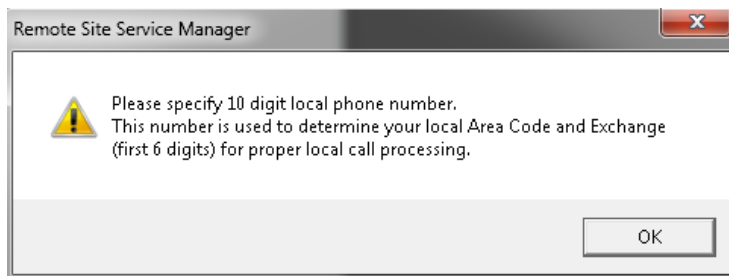 Remote Site Service Manager
Please specify 10 digit local phone number.
This number is used to determine your local Area Code and Exchange
(first 6 digits) for proper local call processing.
OK